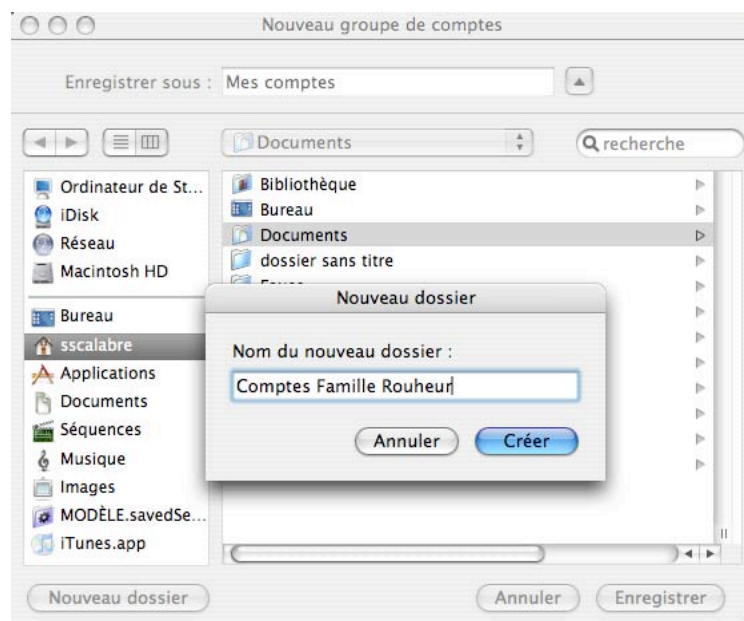 Nouveau groupe de comptes
Enregistrer sous : Mes comptes
Documents
recherche
Ordinateur de St...
iDisk
Réseau
Macintosh HD
Bureau
sscalabre
Applications
Documents
Séquences
Musique
Images
MODÈLE.savedSe...
iTunes.app
Bibliothèque
Bureau
Documents
dossier sans titre
Nouveau dossier
Nom du nouveau dossier :
Comptes Famille Rouheur
Annuler Créer
Nouveau dossier Annuler Enregistrer